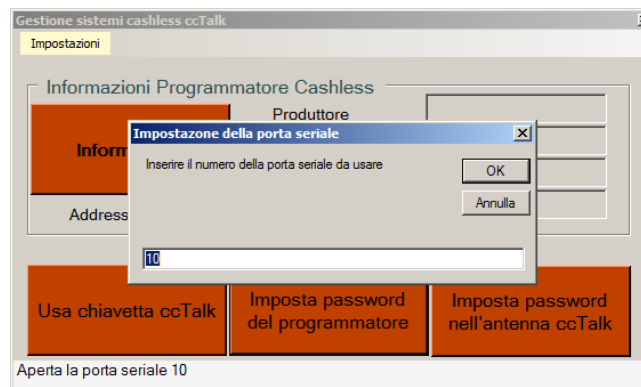 Gestione sistemi cashless ccTalk
Impostazioni
Informazioni Programmatore Cashless
Produttore
Impostazone della porta seriale
Inform
Inserire il numero della porta seriale da usare
OK
Annulla
Address
10
Usa chiavetta ccTalk
Imposta password
del programmatore
Imposta password
nell'antenna ccTalk
Aperta la porta seriale 10